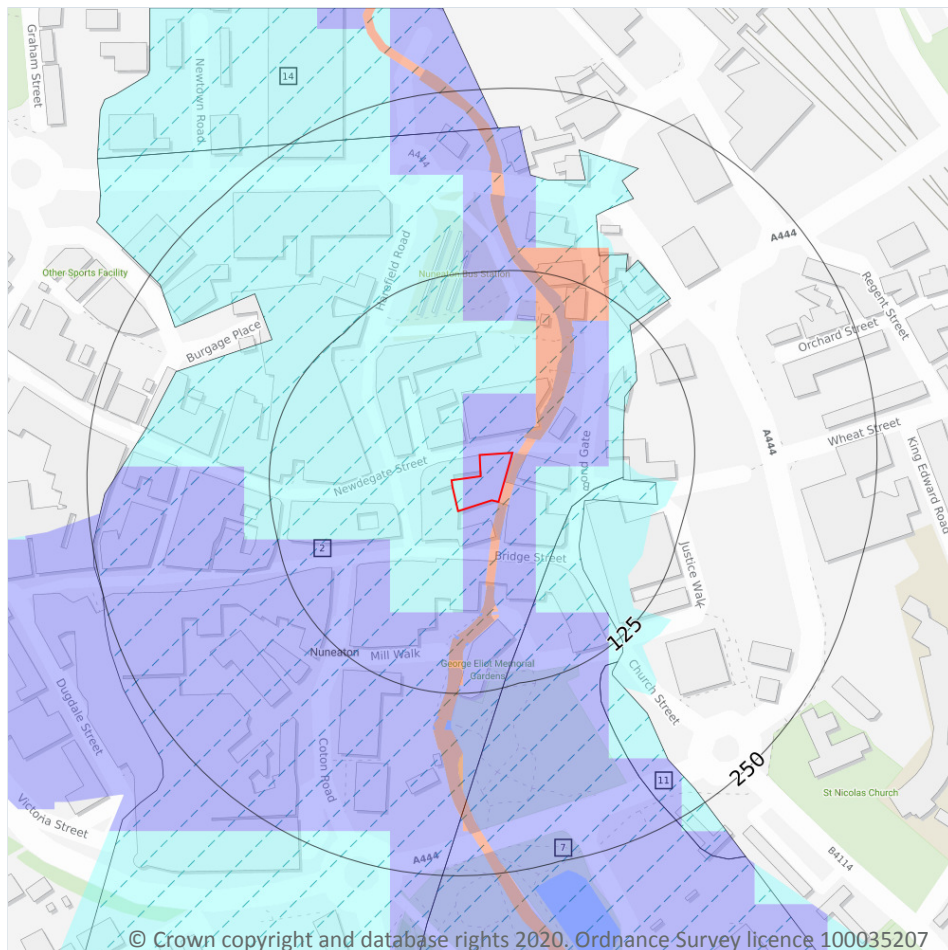 Graham Street
Newtown Road
14
A444
A444
Other Sports Facility
Harefield Road
Nuneaton Bus Station
Regent Street
Burgage Place
Orchard Street
A444
Wheat Street
King Edward Road
Newdegate Street
Bond Gate
2
Bridge Street
Justice Walk
125
Nuneaton
Mill Walk
George Eliot Memorial
Gardens
Church Street
Dugdale Street
Coton Road
250
11
St Nicolas Church
Victoria Street
7
A444
B4114
© Crown copyright and database rights 2020. Ordnance Survey licence 100035207